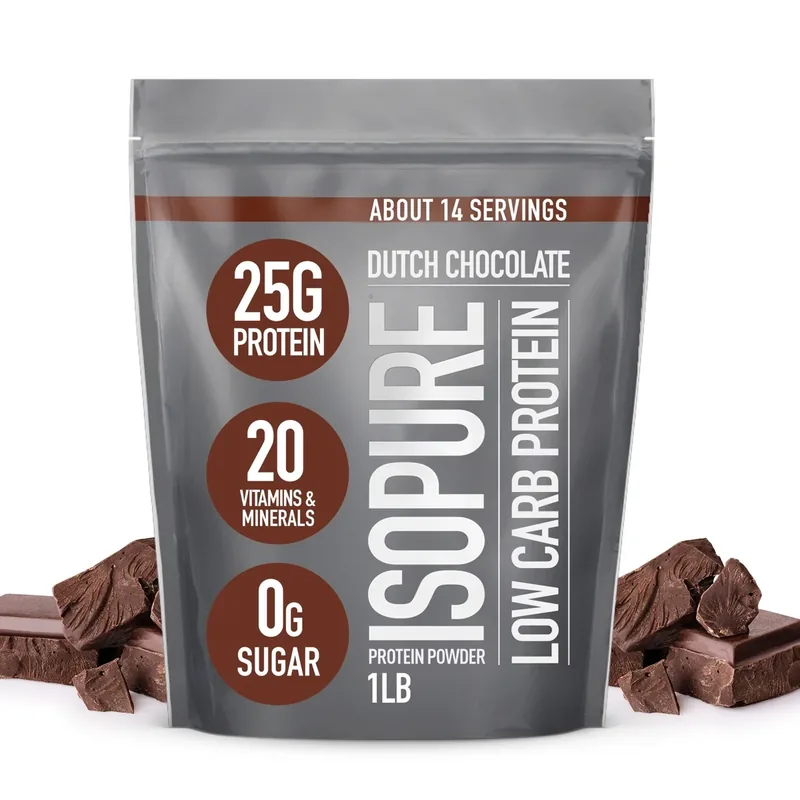 ABOUT 14 SERVINGS
25G
PROTEIN
20
VITAMINS &
MINERALS
0G
SUGAR
DUTCH CHOCOLATE
ISOPURE
LOW CARB PROTEIN
PROTEIN POWDER
1LB